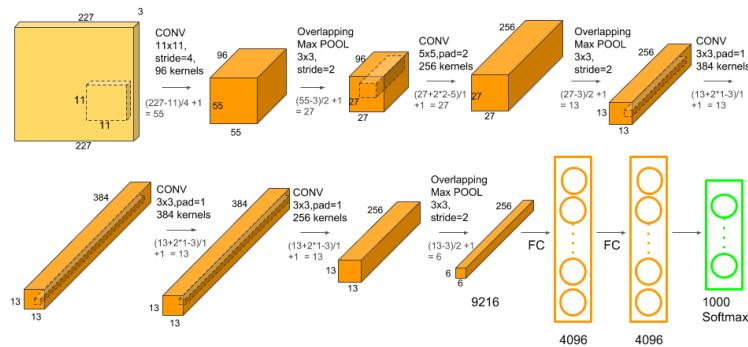 227
3
11
11
227
CONV
11x11,
stride=4,
96 kernels
(227-11)/4 +1
= 55
96
55
55
Overlapping
Max POOL
3x3,
stride=2
(55-3)/2 +1
= 27
96
27
27
CONV
5x5,pad=2
256 kernels
(27+2*2-5)/1
+1 = 27
256
27
27
Overlapping
Max POOL
3x3,
stride=2
(27-3)/2 +1
= 13
256
13
13
CONV
3x3,pad=1
384 kernels
(13+2*1-3)/1
+1 = 13
384
13
13
CONV
3x3,pad=1
384 kernels
(13+2*1-3)/1
+1 = 13
384
13
13
CONV
3x3,pad=1
256 kernels
(13+2*1-3)/1
+1 = 13
256
13
13
Overlapping
Max POOL
3x3,
stride=2
(13-3)/2 +1
= 6
256
6
6
9216
FC
4096
FC
4096
1000
Softmax